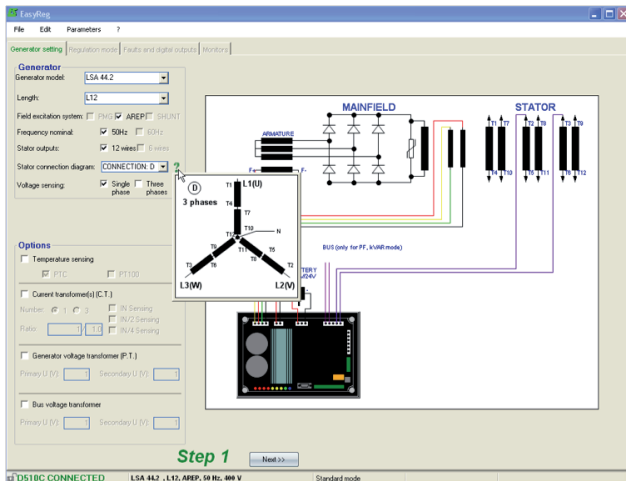 EasyReg
File Edit Parameters ?
Generator setting Regulation mode Faults and digital outputs Monitors
Generator
Generator model: LSA 44.2
Length: L12
Field excitation system: PMG AREP SHUNT
Frequency nominal: 50Hz 60Hz
Stator outputs: 12 wires 6 wires
Stator connection diagram: CONNECTION D ?
Voltage sensing: Single phase Three phases
D
3 phases
T1 L1(U)
T4
T7
T10
N
T12
T11
T9
T6
T3
T8
T5
T2
L3(W)
L2(V)
MAINFIELD
STATOR
ARMATURE
F-
T1 T7 T2 T8 T3 T9
T4 T10 T5 T11 T6 T12
BUS (only for PF, kVAR mode)
Options
Temperature sensing
PTC PT100
Current transformer(s) (C.T.)
Number: 1 3
IN Sensing
IN/2 Sensing
IN/4 Sensing
Ratio: 1 / 1.0
Generator voltage transformer (P.T.)
Primary U (V): 1 Secondary U (V): 1
Bus voltage transformer
Primary U (V): 1 Secondary U (V): 1
Step 1
Next >>
D510C CONNECTED LSA 44.2 , L12, AREP, 50 Hz, 400 V Standard mode